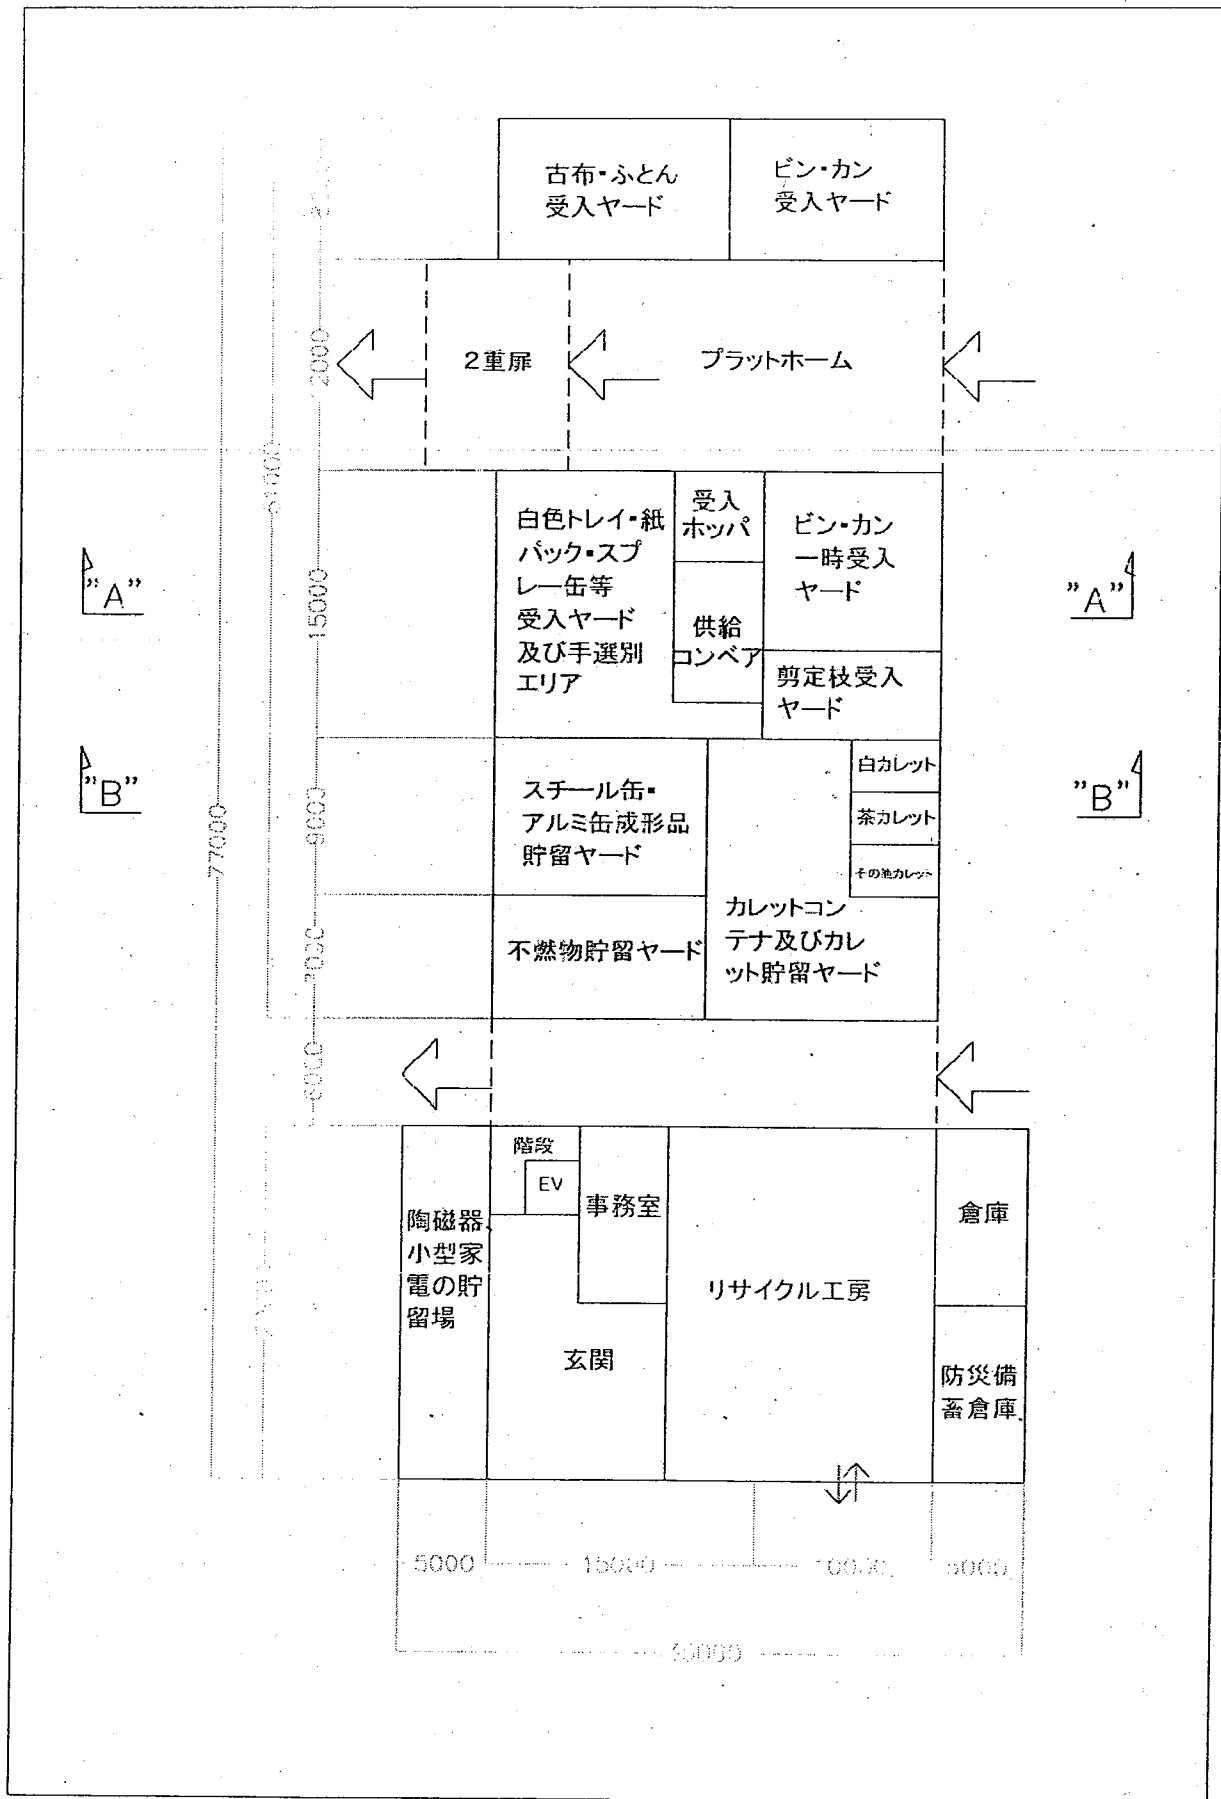 古布・ふとん
受入ヤード
ビン・カン
受入ヤード
2000
2重扉
プラットホーム
白色トレイ・紙
パック・スプ
レー缶等
受入ヤード
及び手選別
エリア
受入
ホッパ
ビン・カン
一時受入
ヤード
供給
コンベア
剪定枝受入
ヤード
"A"
"A"
15000
"B"
"B"
9000
77000
スチール缶・
アルミ缶成形品
貯留ヤード
白カレット
茶カレット
その他カレット
カレットコン
テナ及びカレ
ット貯留ヤード
不燃物貯留ヤード
6000
階段
EV
事務室
陶磁器、
小型家
電の貯
留場
倉庫
リサイクル工房
玄関
防災備
蓄倉庫
5000
15000
10000
5000